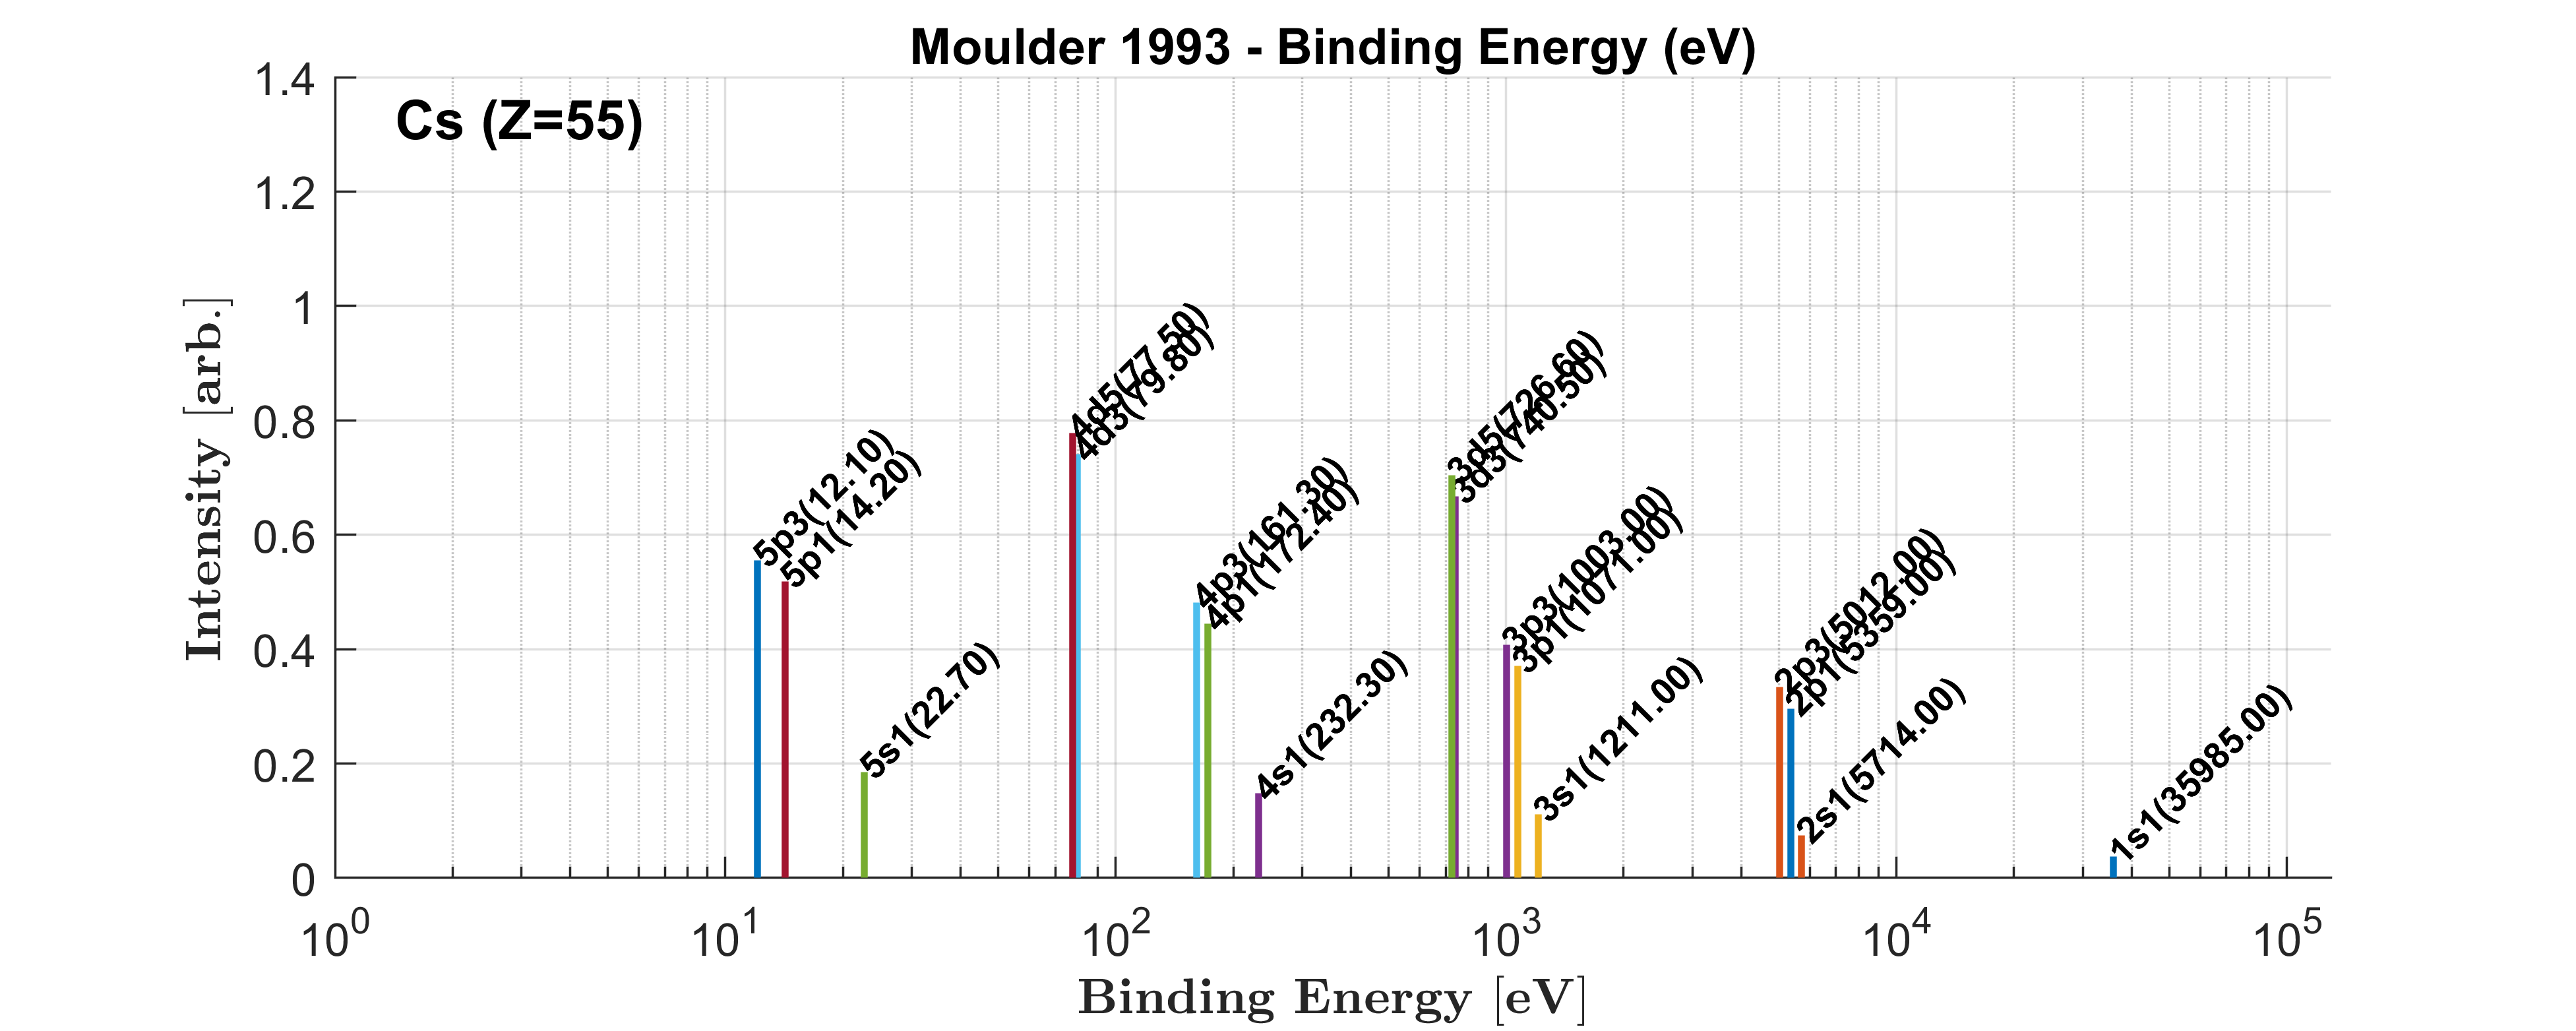 Moulder 1993 - Binding Energy (eV)
Cs (Z=55)
Intensity [arb.]
1.4
1.2
1
0.8
0.6
0.4
0.2
0
5p3(12.10)
5p1(14.20)
5s1(22.70)
4d5(77.50)
4d3(79.80)
4p3(161.30)
4p1(172.40)
4s1(232.30)
3d5(726.60)
3d3(740.50)
3p3(1003.00)
3p1(1071.00)
3s1(1211.00)
2p3(5012.00)
2p1(5359.00)
2s1(5714.00)
1s1(35985.00)
10^0 10^1 10^2 10^3 10^4 10^5
Binding Energy [eV]